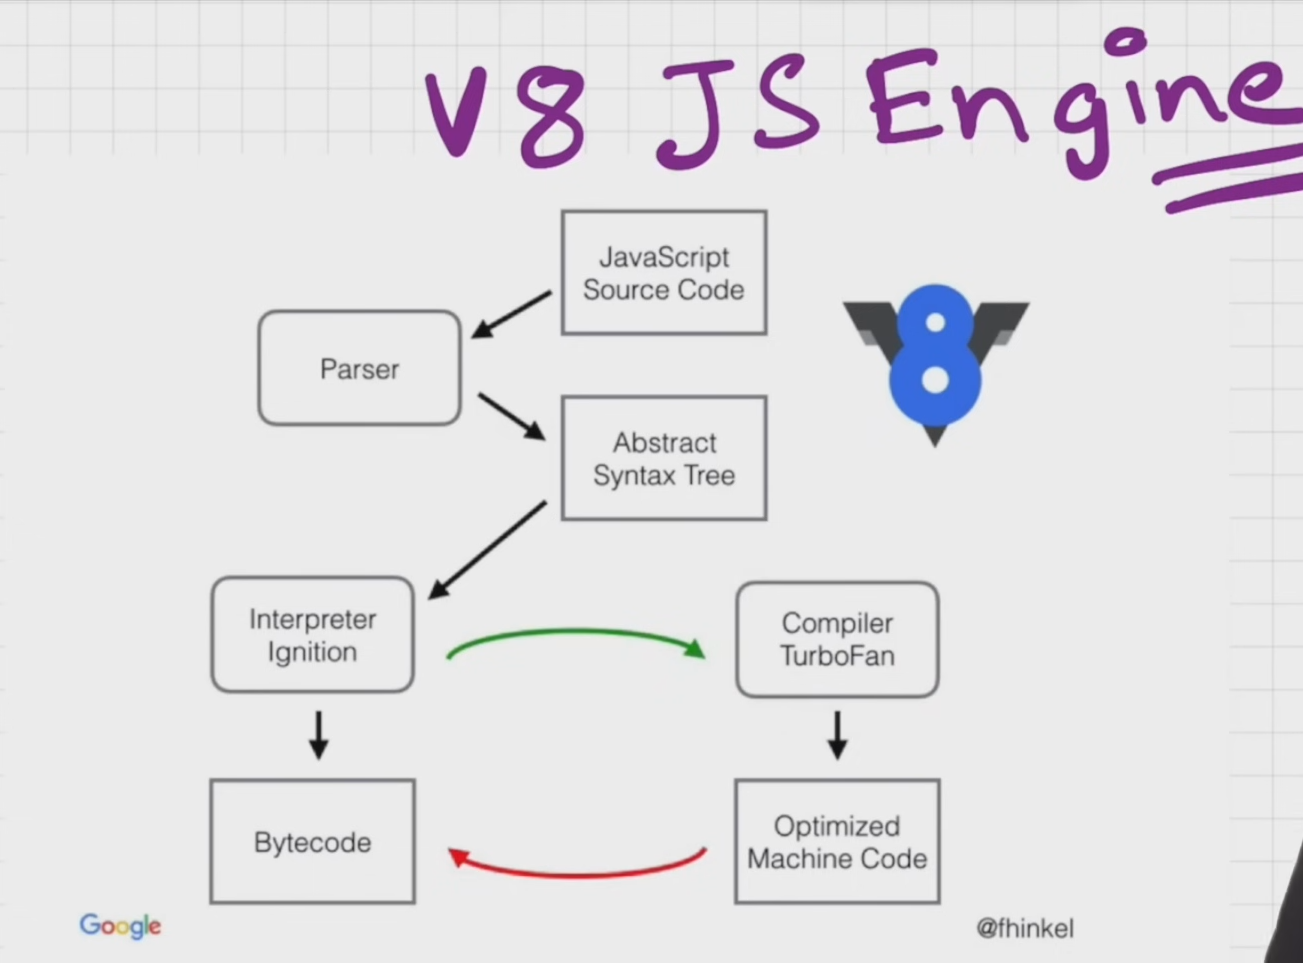 V8 JS Engine
JavaScript
Source Code
Parser
Abstract
Syntax Tree
Interpreter
Ignition
Compiler
TurboFan
Bytecode
Optimized
Machine Code
Google
@fhinkel
8